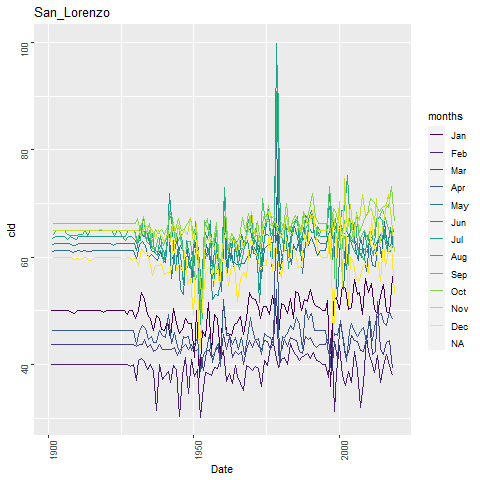 San_Lorenzo
100
80
60
40
cld
1900
1950
2000
Date
months
Jan
Feb
Mar
Apr
May
Jun
Jul
Aug
Sep
Oct
Nov
Dec
NA